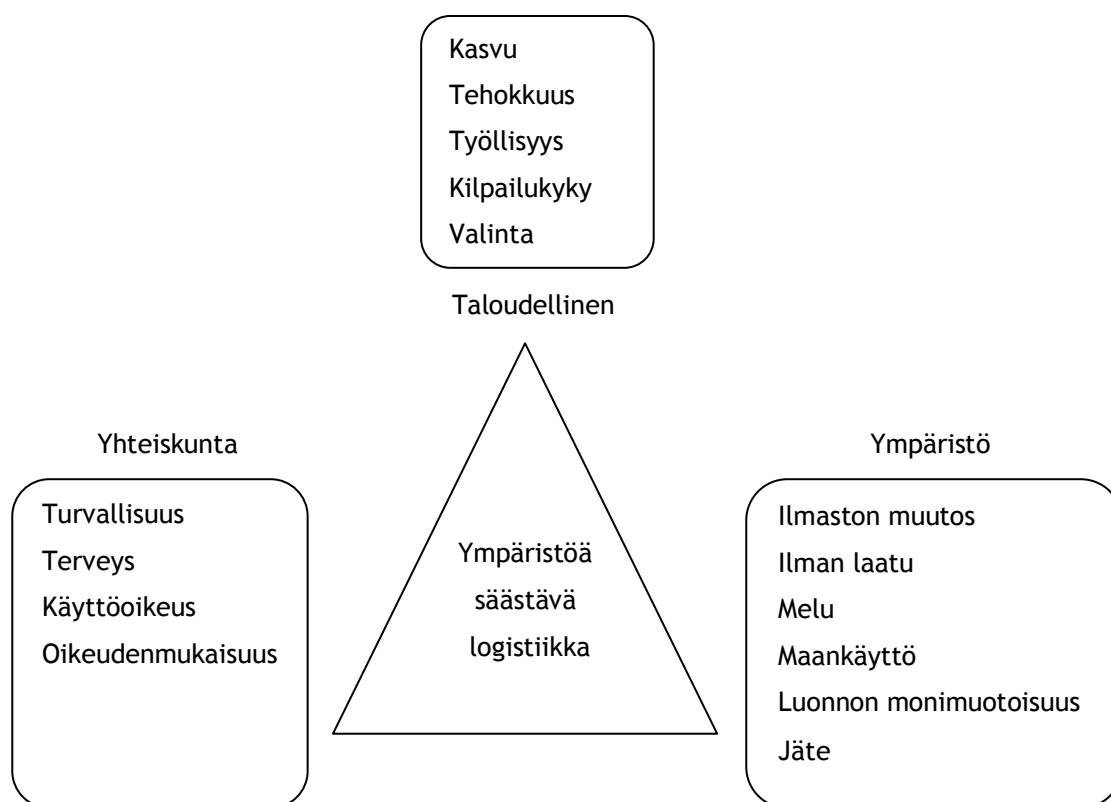 Kasvu
Tehokkuus
Työllisyys
Kilpailukyky
Valinta
Taloudellinen
Yhteiskunta
Turvallisuus
Terveys
Käyttöoikeus
Oikeudenmukaisuus
Ympäristöä
säästävä
logistiikka
Ympäristö
Ilmaston muutos
Ilman laatu
Melu
Maankäyttö
Luonnon monimuotoisuus
Jäte